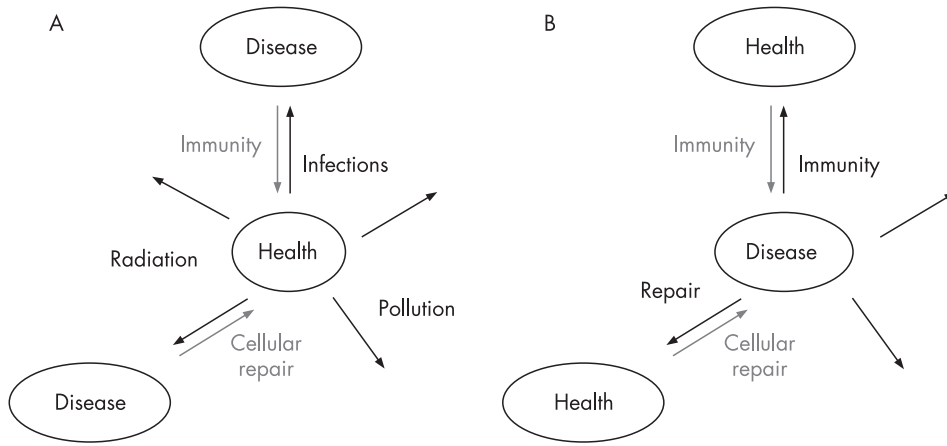 A
Disease
Immunity
Infections
Radiation
Health
Pollution
Cellular
repair
Disease
B
Health
Immunity
Immunity
Disease
Repair
Cellular
repair
Health